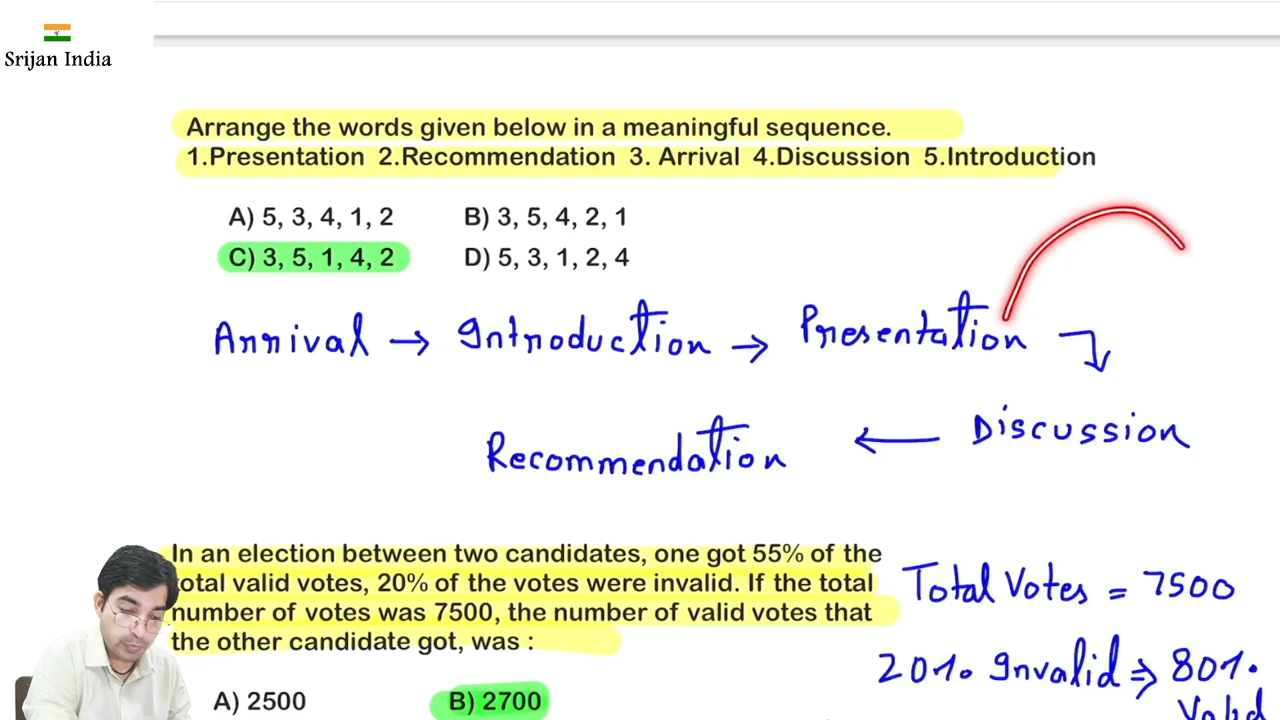 Srijan India
Arrange the words given below in a meaningful sequence.
1.Presentation 2.Recommendation 3. Arrival 4.Discussion 5.Introduction
A) 5, 3, 4, 1, 2 B) 3, 5, 4, 2, 1
C) 3, 5, 1, 4, 2 D) 5, 3, 1, 2, 4
Arrival → Introduction → Presentation
Discussion
Recommendation ←
In an election between two candidates, one got 55% of the
total valid votes, 20% of the votes were invalid. If the total
number of votes was 7500, the number of valid votes that
the other candidate got, was :
Total Votes = 7500
20% Invalid ⇒ 80%
Valid
A) 2500 B) 2700